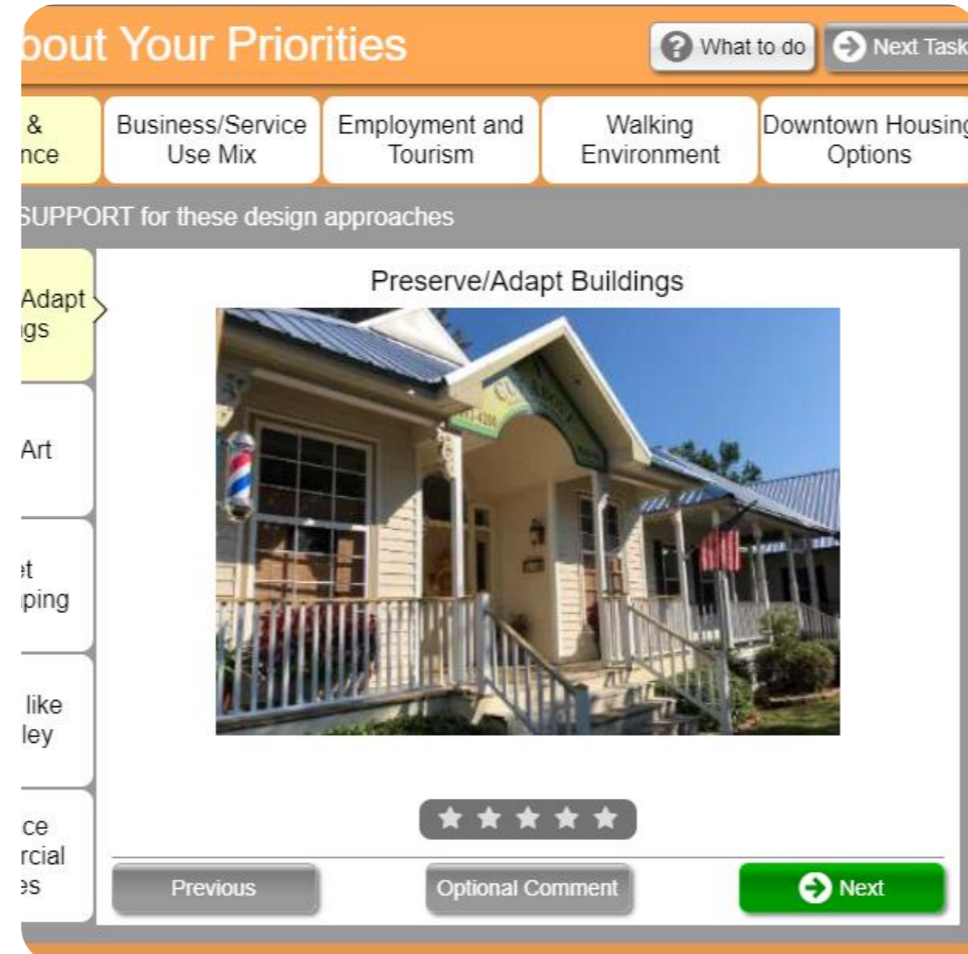 bout Your Priorities
What to do
Next Task
&
nce
Business/Service
Use Mix
Employment and
Tourism
Walking
Environment
Downtown Housing
Options
SUPPORT for these design approaches
Adapt
gs
Art
et
ping
like
ley
ce
rcial
es
Preserve/Adapt Buildings
Previous
Optional Comment
Next